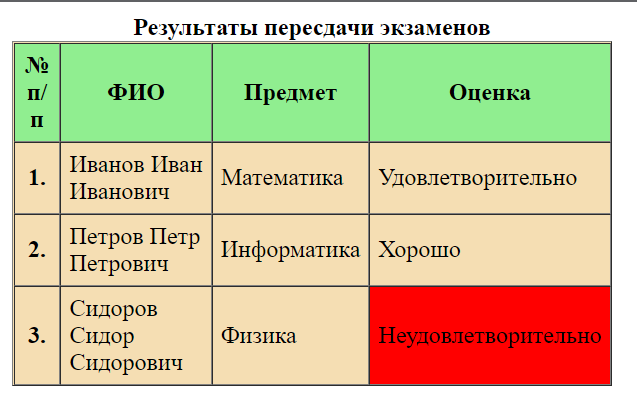 Результаты пересдачи экзаменов
№ п/п ФИО Предмет Оценка
1. Иванов Иван Иванович Математика Удовлетворительно
2. Петров Петр Петрович Информатика Хорошо
3. Сидоров Сидор Сидорович Физика Неудовлетворительно